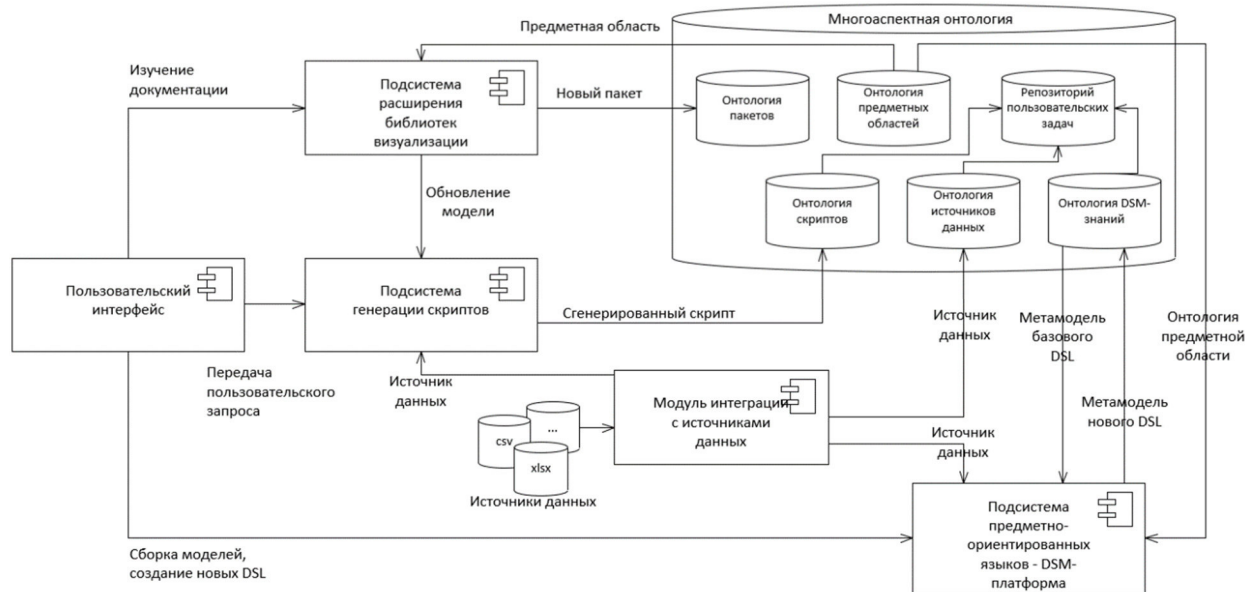 Предметная область
Многоаспектная онтология
Изучение
документации
Подсистема
расширения
библиотек
визуализации
Новый пакет
Онтология
пакетов
Онтология
предметных
областей
Репозиторий
пользовательских
задач
Обновление
модели
Онтология
скриптов
Онтология
источников
данных
Онтология DSM-
знаний
Пользовательский
интерфейс
Подсистема
генерации скриптов
Сгенерированный скрипт
Источник
данных
Метамодель
базового
DSL
Онтология
предметной
области
Передача
пользовательского
запроса
Источник
данных
Модуль интеграции
с источниками
данных
Метамодель
нового DSL
csv
...
xlsx
Источники данных
Источник
данных
Подсистема
предметно-
ориентированных
языков - DSM-
платформа
Сборка моделей,
создание новых DSL